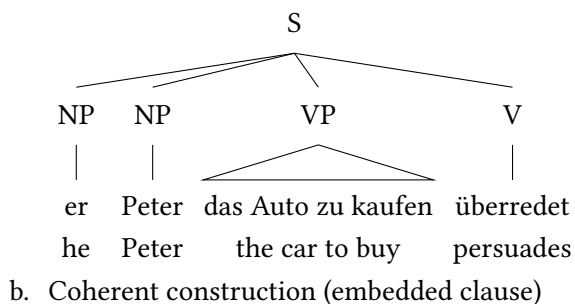 S
NP NP VP V
er Peter das Auto zu kaufen überredet
he Peter the car to buy persuades
b. Coherent construction (embedded clause)